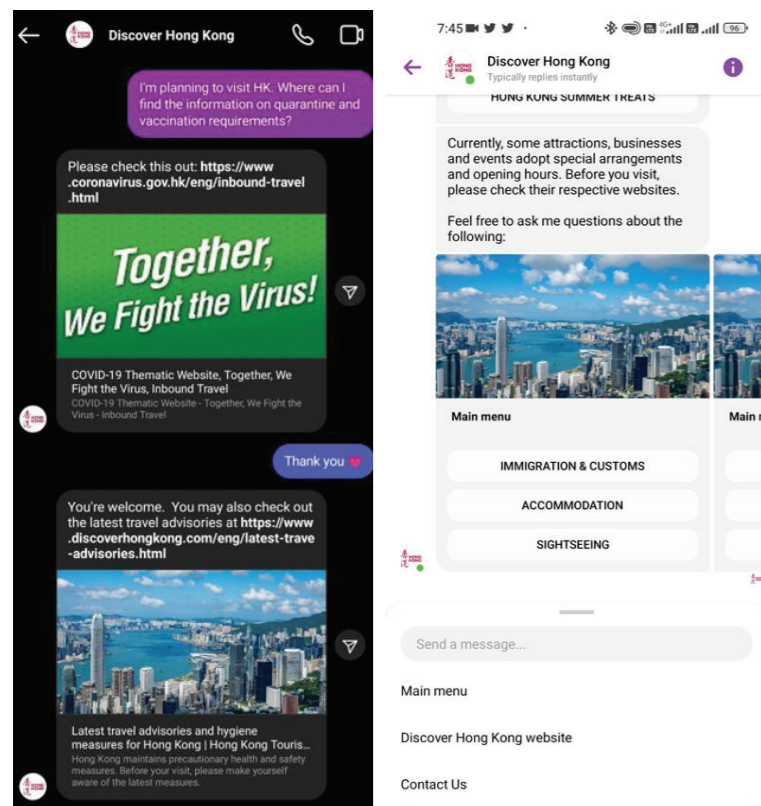 Discover Hong Kong
I'm planning to visit HK. Where can I
find the information on quarantine and
vaccination requirements?
Please check this out: https://www
.coronavirus.gov.hk/eng/inbound-travel
.html
Together,
We Fight the Virus!
COVID-19 Thematic Website, Together, We
Fight the Virus, Inbound Travel
COVID-19 Thematic Website - Together, We Fight the
Virus - Inbound Travel
Thank you
You're welcome. You may also check out
the latest travel advisories at https://www
.discoverhongkong.com/eng/latest-trave
-advisories.html
Latest travel advisories and hygiene
measures for Hong Kong | Hong Kong Touris...
Hong Kong maintains precautionary health and safety
measures. Before your visit, please make yourself
aware of the latest measures.
7:45
4G+
96
Discover Hong Kong
Typically replies instantly
HONG KONG SUMMER TREATS
Currently, some attractions, businesses
and events adopt special arrangements
and opening hours. Before you visit,
please check their respective websites.
Feel free to ask me questions about the
following:
Main menu
Main
IMMIGRATION & CUSTOMS
ACCOMMODATION
SIGHTSEEING
Send a message...
Main menu
Discover Hong Kong website
Contact Us